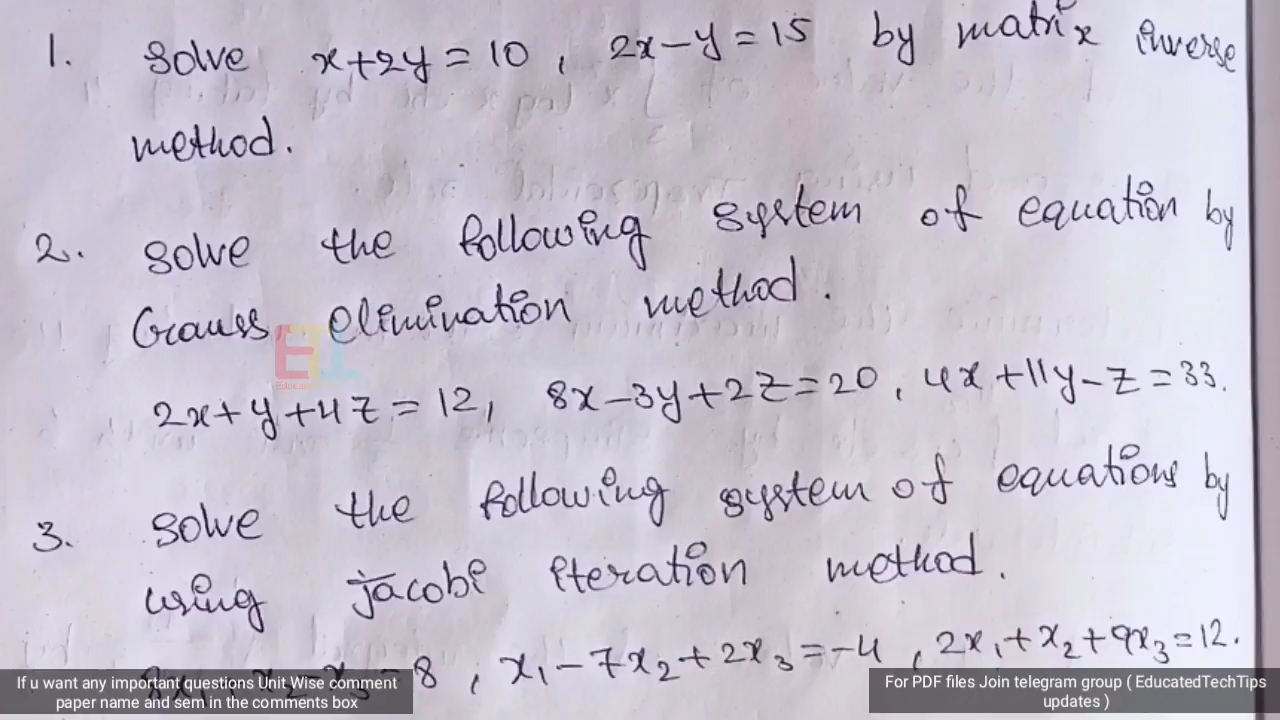 1. Solve x+2y = 10 , 2x-y = 15 by matrix inverse
method.
2. Solve the following system of equation by
Gauss elimination method.
2x+y+4z = 12, 8x-3y+2z=20, 4x+11y-z=33.
3. Solve the following system of equations by
using jacobi iteration method.
8 , x₁-7x₂+2x₃=-4 , 2x₁+x₂+9x₃=12.
If u want any important questions Unit Wise comment
paper name and sem in the comments box
For PDF files Join telegram group ( EducatedTechTips
updates )